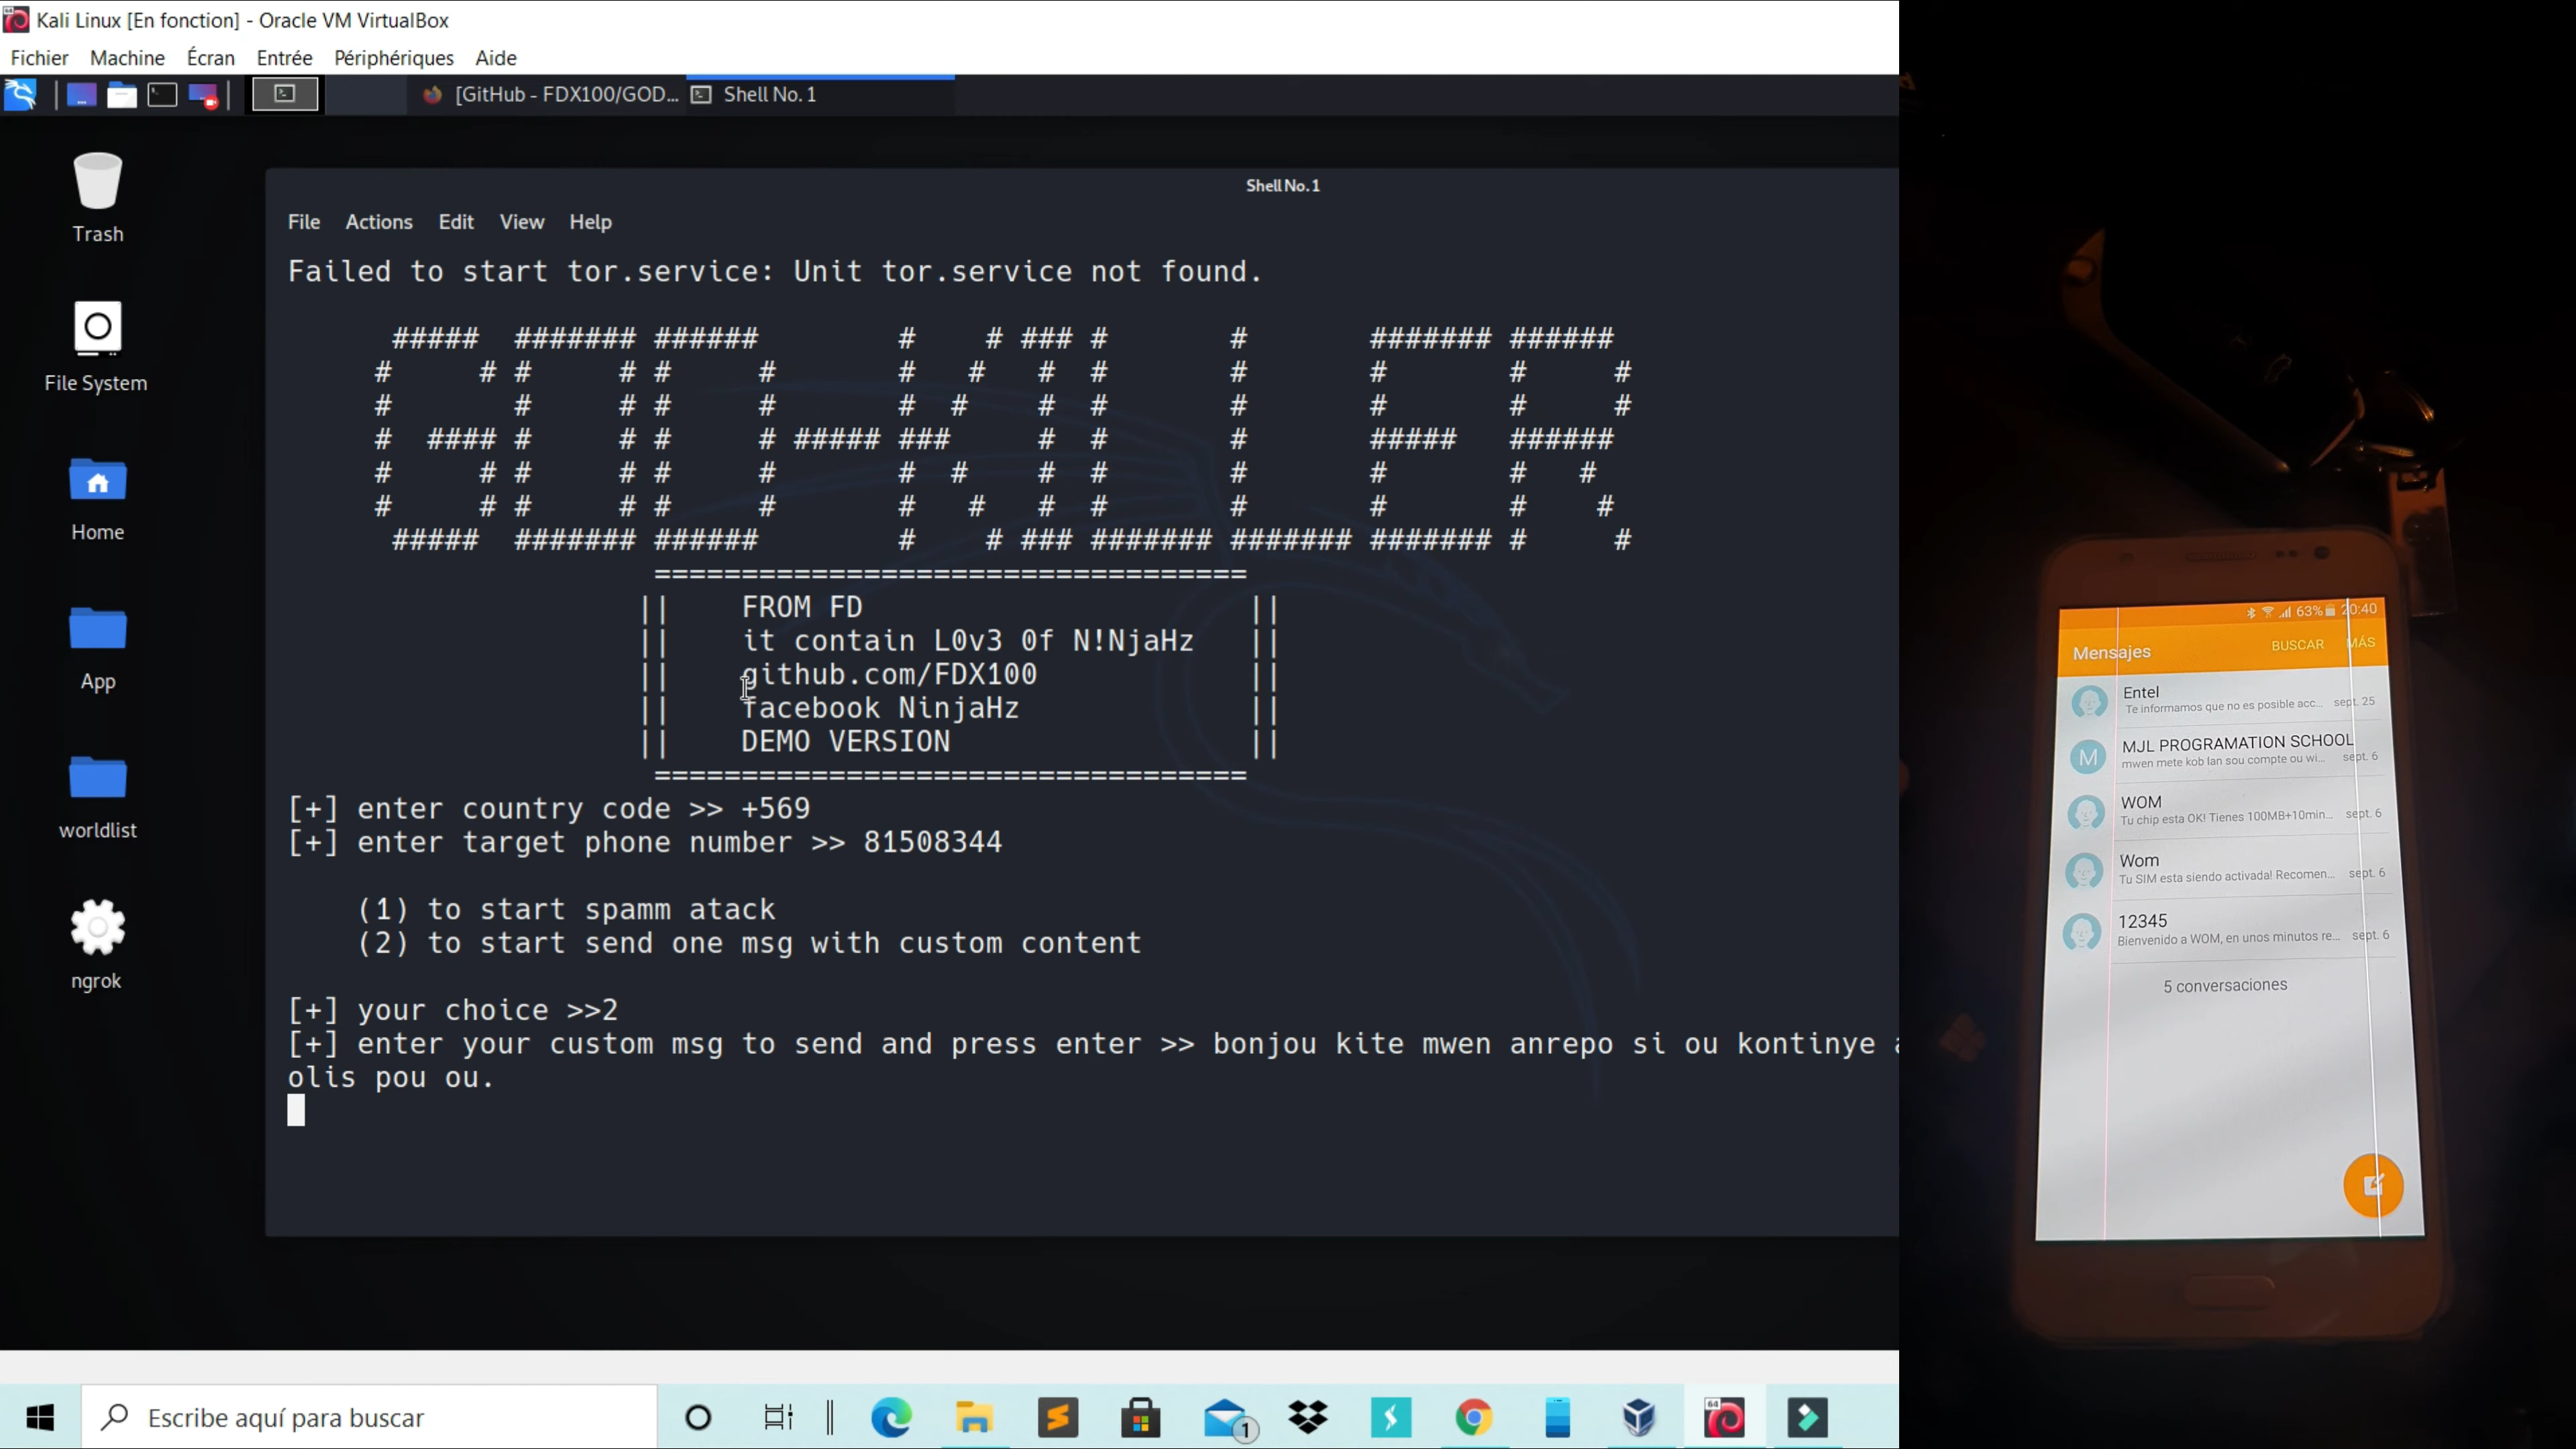 Kali Linux [En fonction] - Oracle VM VirtualBox
Fichier Machine Écran Entrée Périphériques Aide
[GitHub - FDX100/GOD... Shell No. 1
Trash
File System
Home
App
worldlist
ngrok
Shell No. 1
File Actions Edit View Help
Failed to start tor.service: Unit tor.service not found.
GOD-KILLER
FROM FD
it contain L0v3 0f N!NjaHz
github.com/FDX100
facebook NinjaHz
DEMO VERSION
[+] enter country code >> +569
[+] enter target phone number >> 81508344
(1) to start spamm atack
(2) to start send one msg with custom content
[+] your choice >>2
[+] enter your custom msg to send and press enter >> bonjou kite mwen anrepo si ou kontinye
olis pou ou.
Escribe aquí para buscar
1
64
63% 20:40
Mensajes BUSCAR MÁS
Entel
Te informamos que no es posible acc... sept. 25
M
MJL PROGRAMATION SCHOOL
mwen mete kob lan sou compte ou wi... sept. 6
WOM
Tu chip esta OK! Tienes 100MB+10min... sept. 6
Wom
Tu SIM esta siendo activada! Recomen... sept. 6
12345
Bienvenido a WOM, en unos minutos re... sept. 6
5 conversaciones